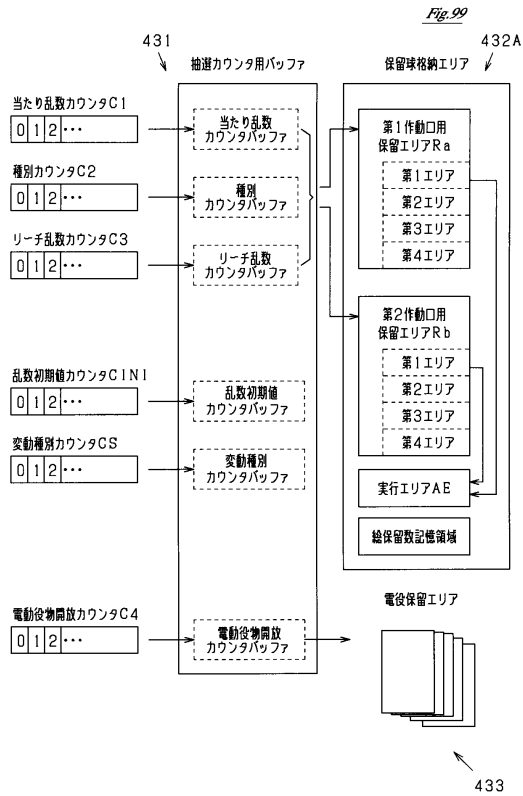 Fig.99
431
432A
抽選カウンタ用バッファ
保留球格納エリア
当たり乱数カウンタC1
0 1 2 ･･･
当たり乱数
カウンタバッファ
種別カウンタC2
0 1 2 ･･･
種別
カウンタバッファ
リーチ乱数カウンタC3
0 1 2 ･･･
リーチ乱数
カウンタバッファ
第1作動口用
保留エリアRa
第1エリア
第2エリア
第3エリア
第4エリア
第2作動口用
保留エリアRb
第1エリア
第2エリア
第3エリア
第4エリア
乱数初期値カウンタCINI
0 1 2 ･･･
乱数初期値
カウンタバッファ
変動種別カウンタCS
0 1 2 ･･･
変動種別
カウンタバッファ
実行エリアAE
総保留数記憶領域
電動役物開放カウンタC4
0 1 2 ･･･
電動役物開放
カウンタバッファ
電役保留エリア
433